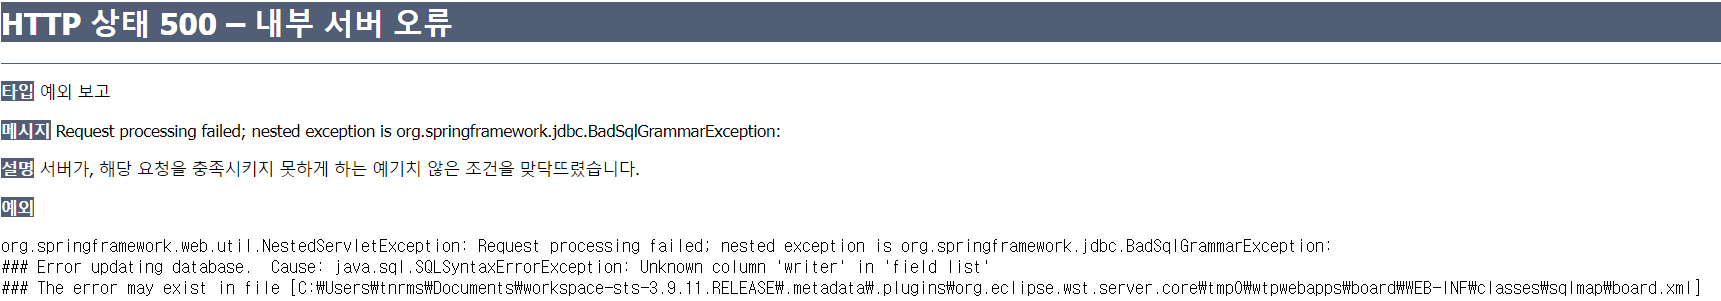 HTTP 상태 500 – 내부 서버 오류
타입 예외 보고
메시지 Request processing failed; nested exception is org.springframework.jdbc.BadSqlGrammarException:
설명 서버가, 해당 요청을 충족시키지 못하게 하는 예기치 않은 조건을 맞닥뜨렸습니다.
예외
org.springframework.web.util.NestedServletException: Request processing failed; nested exception is org.springframework.jdbc.BadSqlGrammarException:
### Error updating database.  Cause: java.sql.SQLSyntaxErrorException: Unknown column 'writer' in 'field list'
### The error may exist in file [C:₩Users₩tnrms₩Documents₩workspace-sts-3.9.11.RELEASE₩.metadata₩.plugins₩org.eclipse.wst.server.core₩tmp0₩wtpwebapps₩board₩WEB-INF₩classes₩sqlmap₩board.xml]